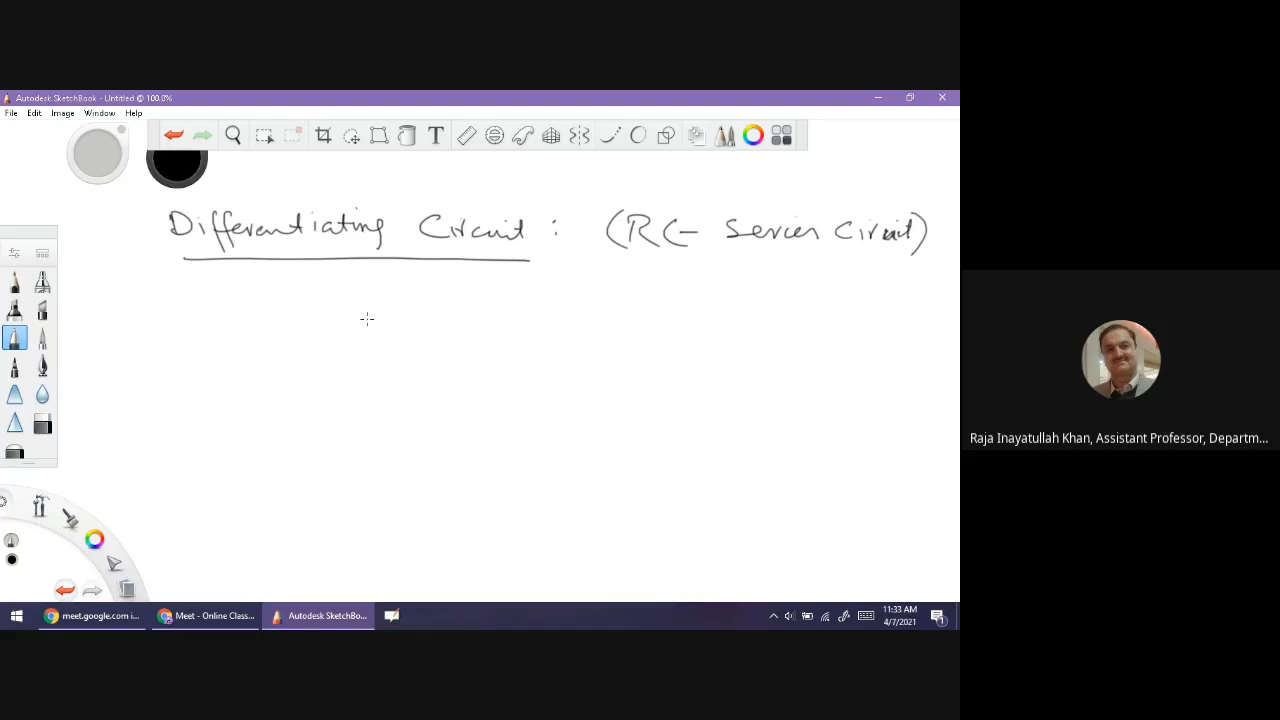 Autodesk SketchBook - Untitled @ 100.0%
File Edit Image Window Help
T
Differentiating Circuit : (RC- Series Circuit)
Raja Inayatullah Khan, Assistant Professor, Departm...
meet.google.com i... Meet - Online Class... Autodesk SketchBo... 11:33 AM
4/7/2021
1